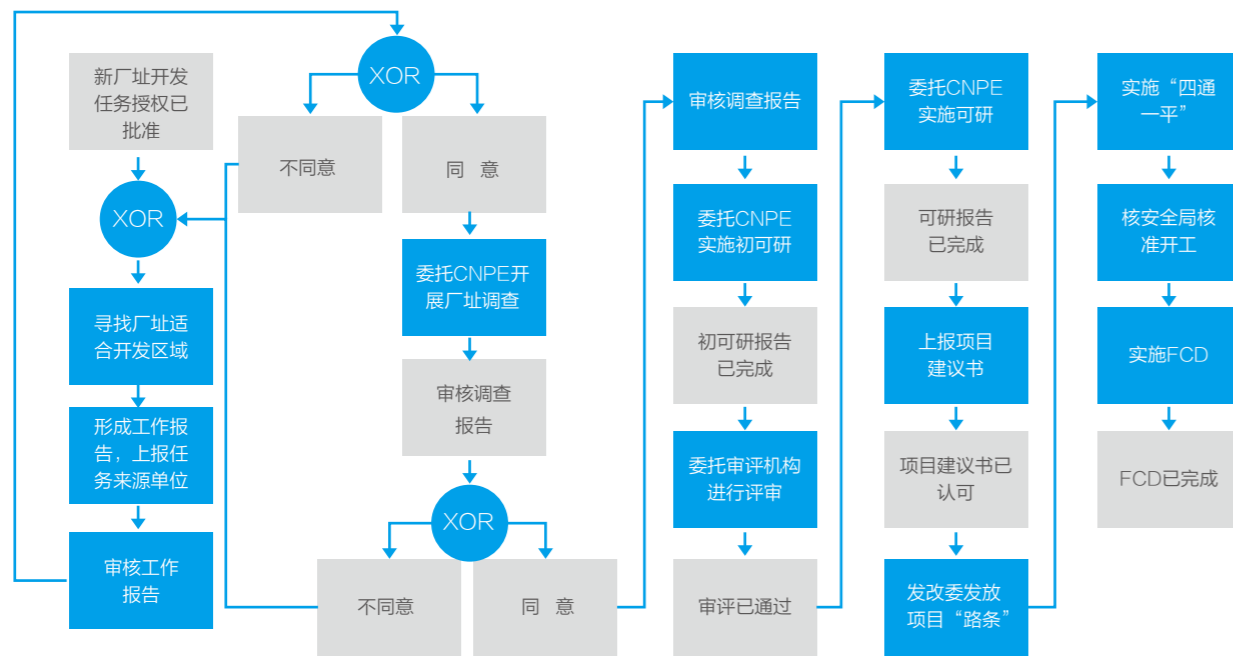 新厂址开发
任务授权已
批准
XOR
寻找厂址适
合开发区域
形成工作报
告，上报任
务来源单位
审核工作
报告
XOR
不同意
同 意
委托CNPE开
展厂址调查
审核调查
报告
XOR
不同意
同 意
审核调查报告
委托CNPE
实施初可研
初可研报告
已完成
委托审评机构
进行评审
审评已通过
委托CNPE
实施可研
可研报告
已完成
上报项目
建议书
项目建议书已
认可
发改委发放
项目“路条”
实施“四通
一平”
核安全局核
准开工
实施FCD
FCD已完成